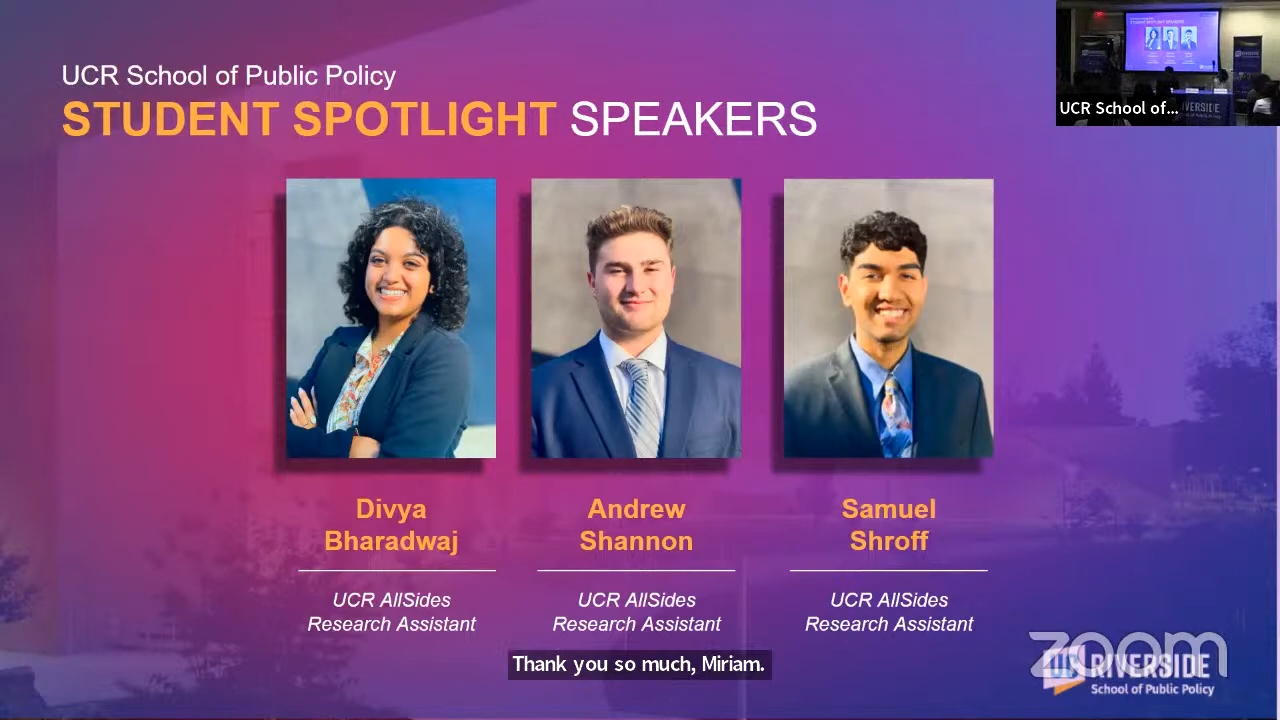 UCR School of Public Policy
STUDENT SPOTLIGHT SPEAKERS
UCR School of...
Divya
Bharadwaj
Andrew
Shannon
Samuel
Shroff
UCR AllSides
Research Assistant
UCR AllSides
Research Assistant
UCR AllSides
Research Assistant
Thank you so much, Miriam.
zoom
RIVERSIDE
School of Public Policy